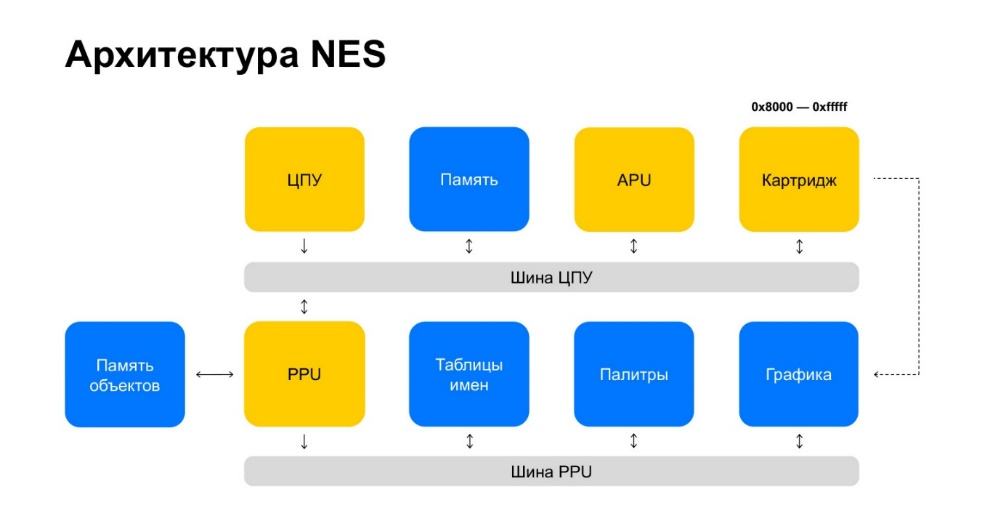 Архитектура NES
0x8000 — 0xfffff
ЦПУ
Память
APU
Картридж
Шина ЦПУ
Память
объектов
PPU
Таблицы
имен
Палитры
Графика
Шина PPU